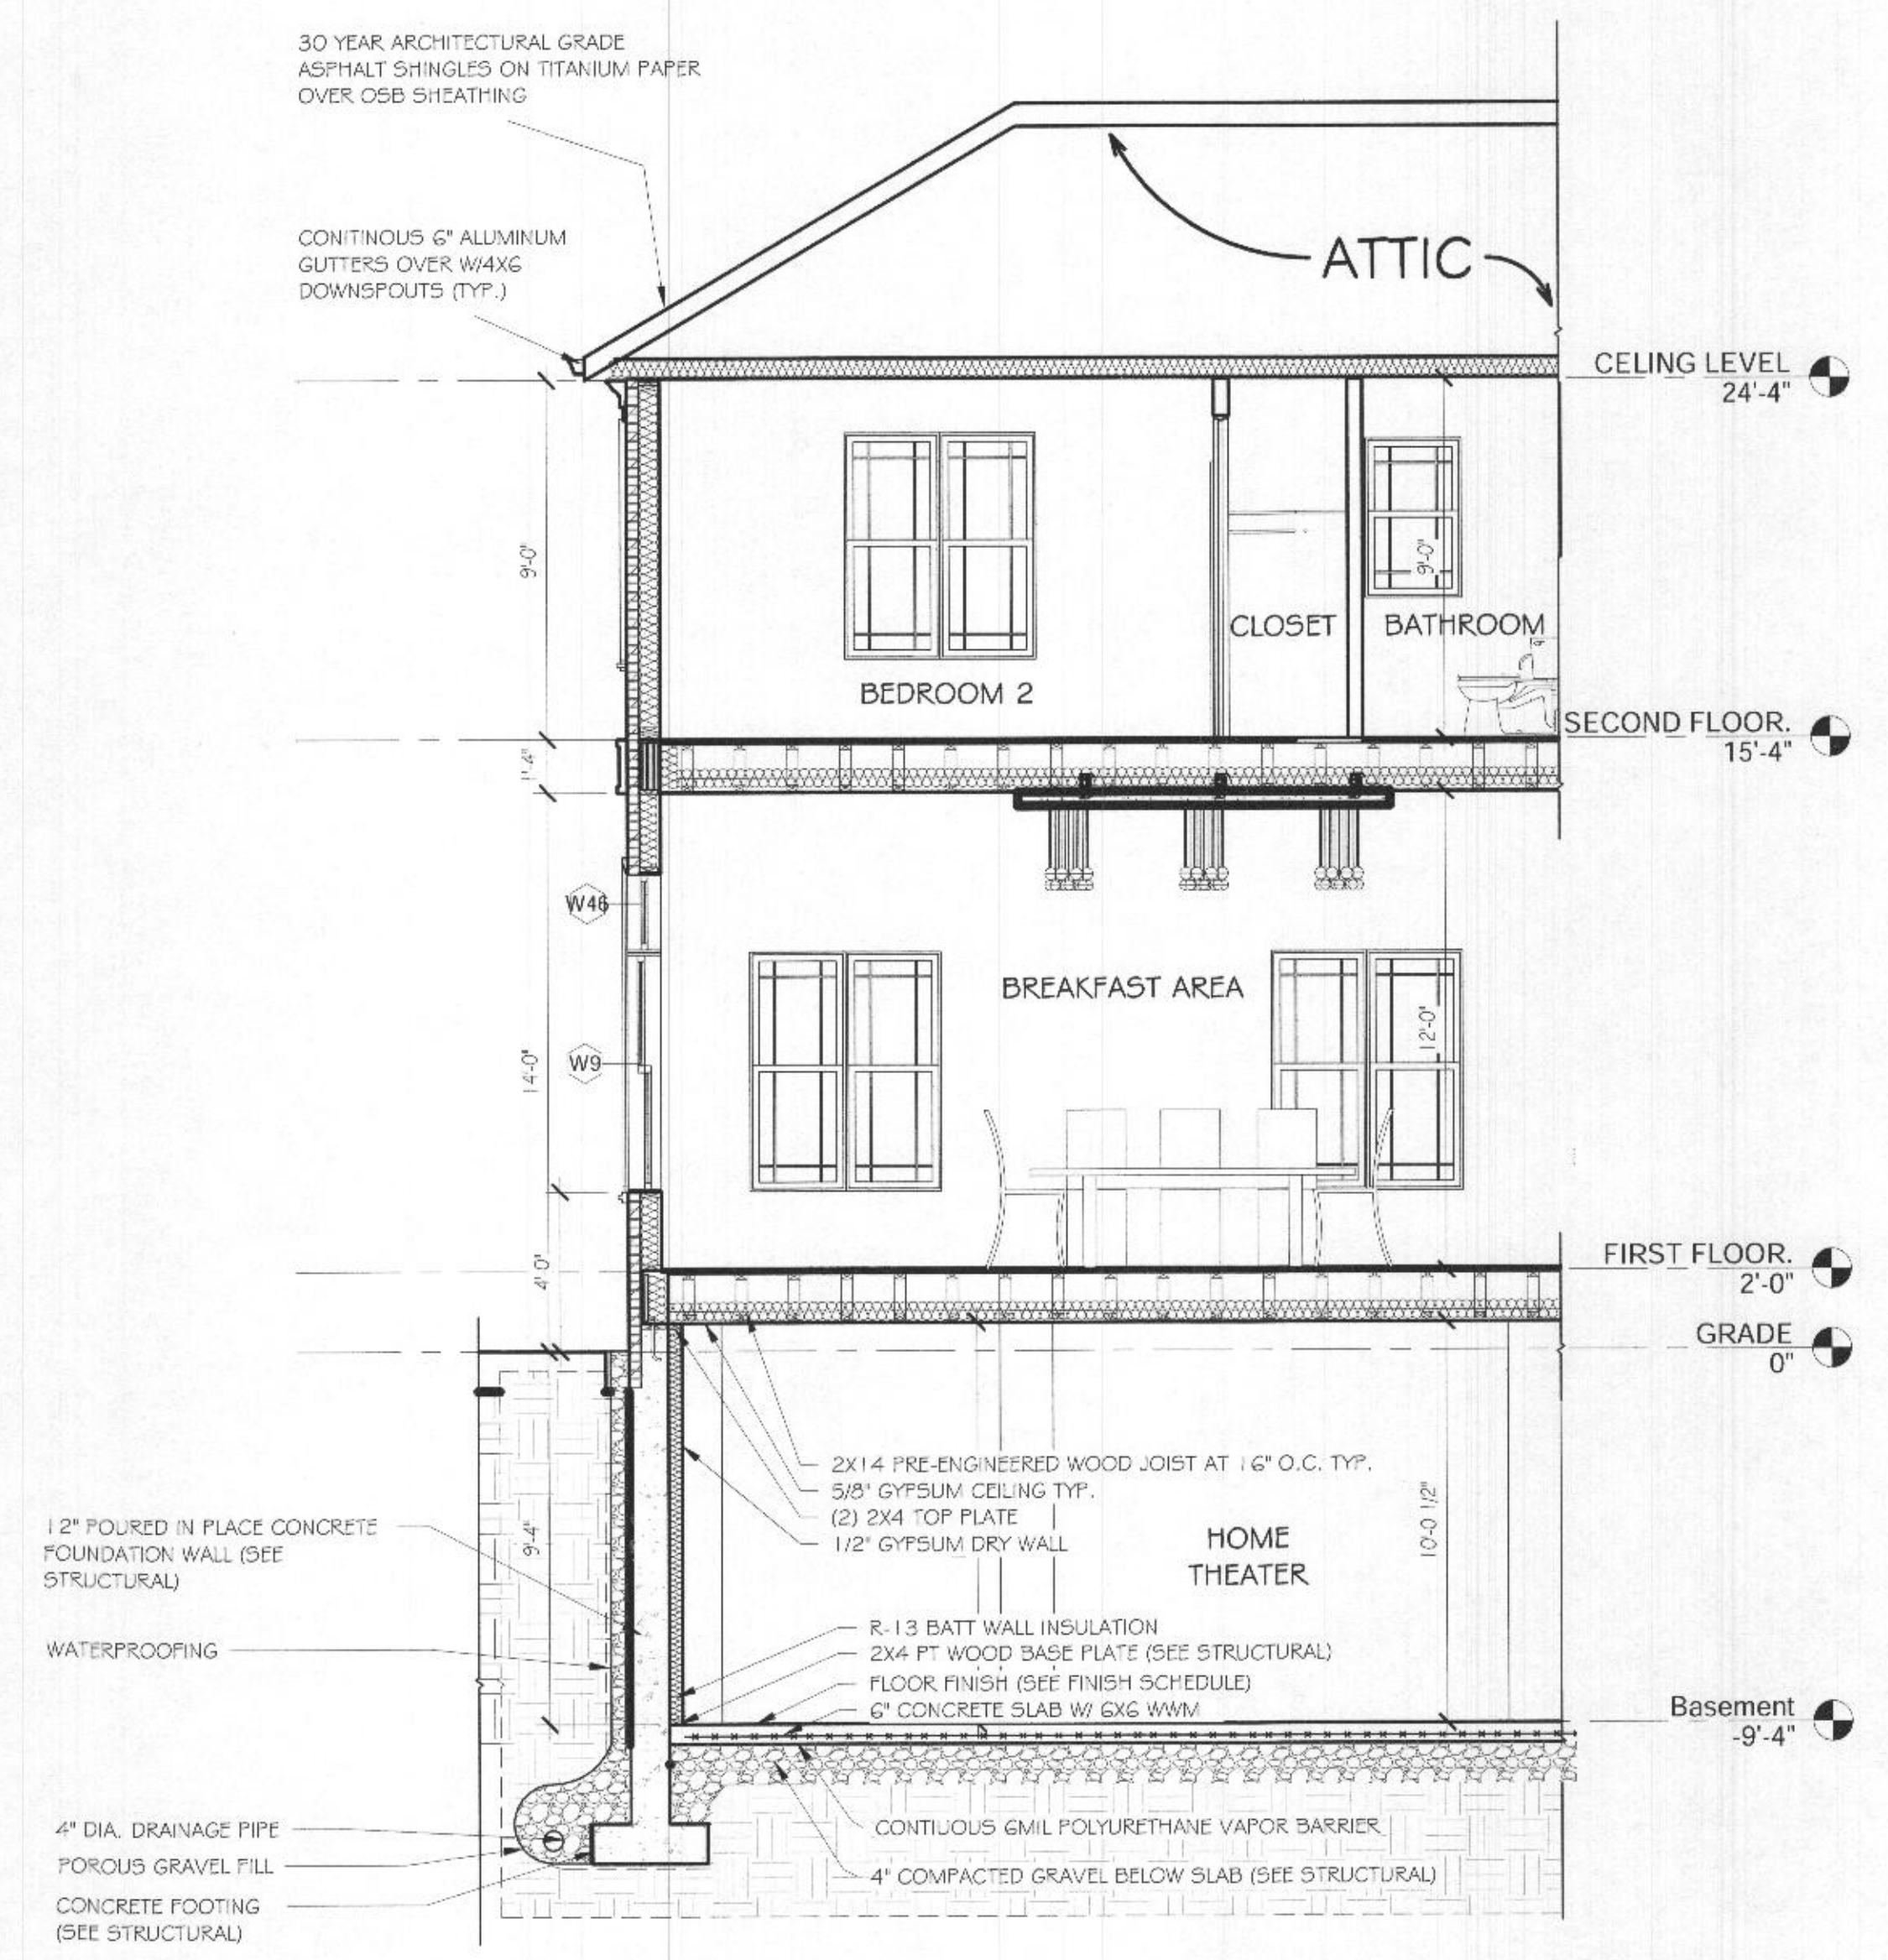 30 YEAR ARCHITECTURAL GRADE
ASPHALT SHINGLES ON TITANIUM PAPER
OVER OSB SHEATHING
CONITINOUS 6" ALUMINUM
GUTTERS OVER W/4X6
DOWNSPOUTS (TYP.)
ATTIC
CELING LEVEL
24'-4"
9'-0"
9'-0"
CLOSET
BATHROOM
BEDROOM 2
SECOND FLOOR.
15'-4"
1'-4"
W46
BREAKFAST AREA
12'-0"
14'-0"
W9
FIRST FLOOR.
2'-0"
4'-0"
GRADE
0"
2X14 PRE-ENGINEERED WOOD JOIST AT 16" O.C. TYP.
5/8" GYPSUM CEILING TYP.
(2) 2X4 TOP PLATE
1/2" GYPSUM DRY WALL
12" POURED IN PLACE CONCRETE
FOUNDATION WALL (SEE
STRUCTURAL)
9'-4"
HOME
THEATER
10'-0 1/2"
R-13 BATT WALL INSULATION
2X4 PT WOOD BASE PLATE (SEE STRUCTURAL)
FLOOR FINISH (SEE FINISH SCHEDULE)
6" CONCRETE SLAB W/ 6X6 WWM
WATERPROOFING
Basement
-9'-4"
4" DIA. DRAINAGE PIPE
POROUS GRAVEL FILL
CONCRETE FOOTING
(SEE STRUCTURAL)
CONTIUOUS 6MIL POLYURETHANE VAPOR BARRIER
4" COMPACTED GRAVEL BELOW SLAB (SEE STRUCTURAL)